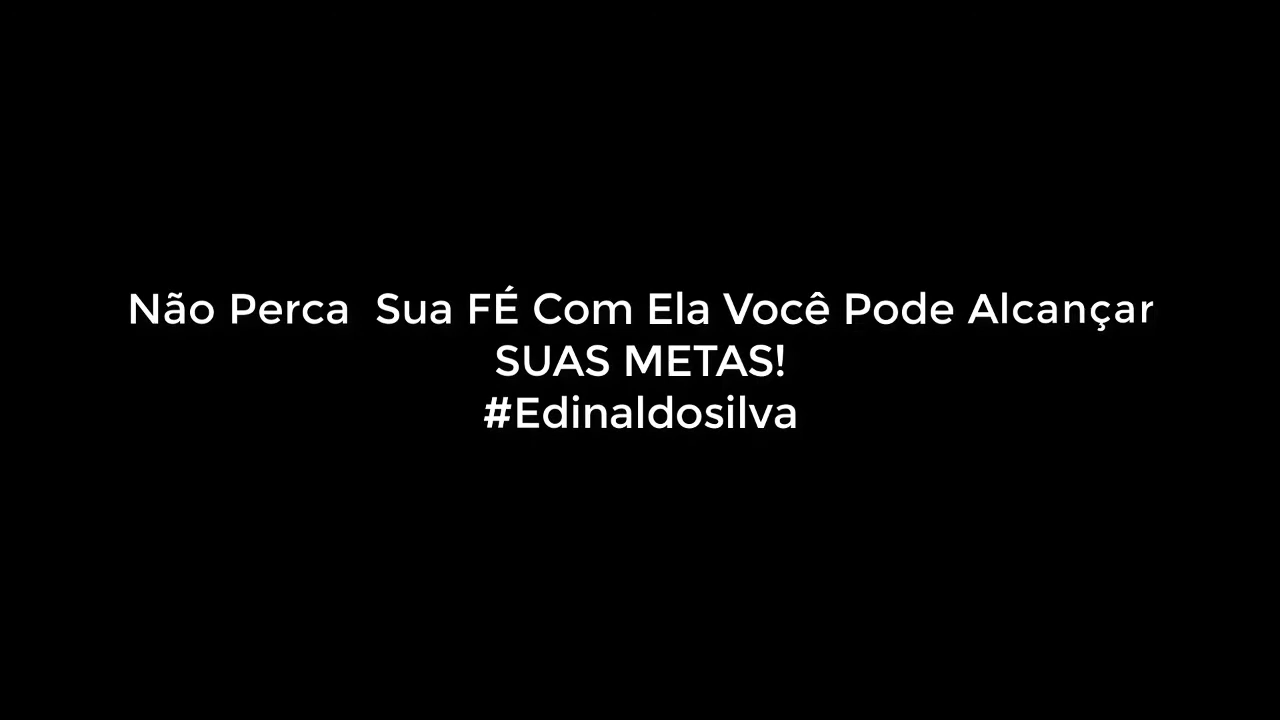 Não Perca  Sua FÉ Com Ela Você Pode Alcançar
SUAS METAS!
#Edinaldosilva